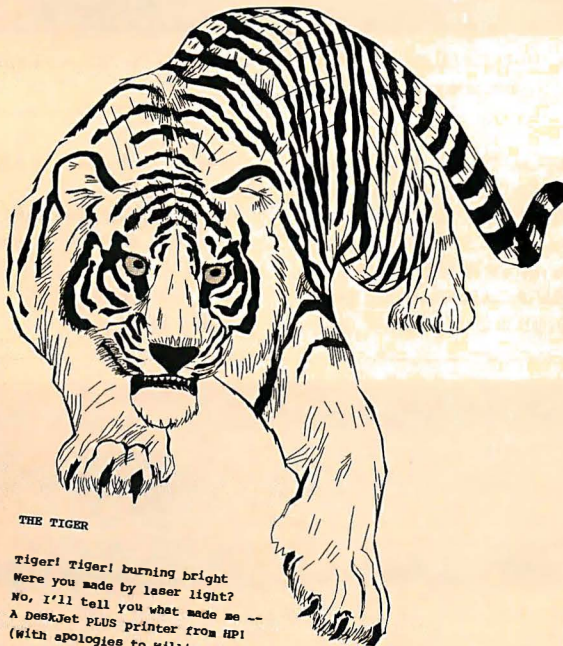 THE TIGER
Tiger! Tiger! burning bright
Were you made by laser light?
No, I'll tell you what made me --
A DeskJet PLUS printer from HP!
(With apologies to